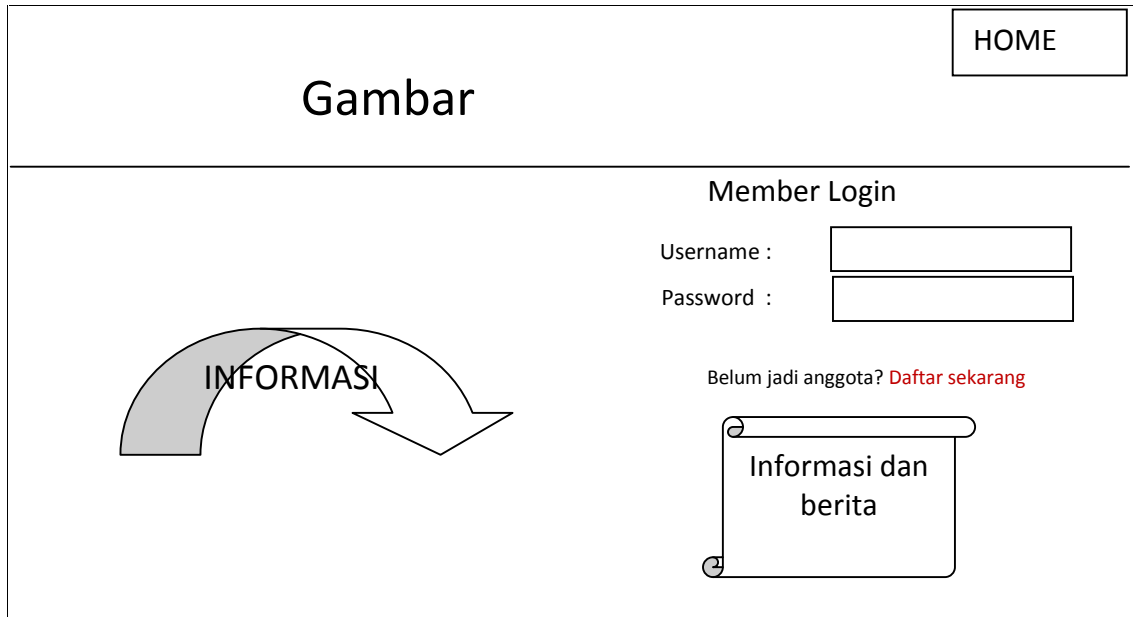 HOME
Gambar
Member Login
Username :
Password :
INFORMASI
Belum jadi anggota? Daftar sekarang
Informasi dan
berita